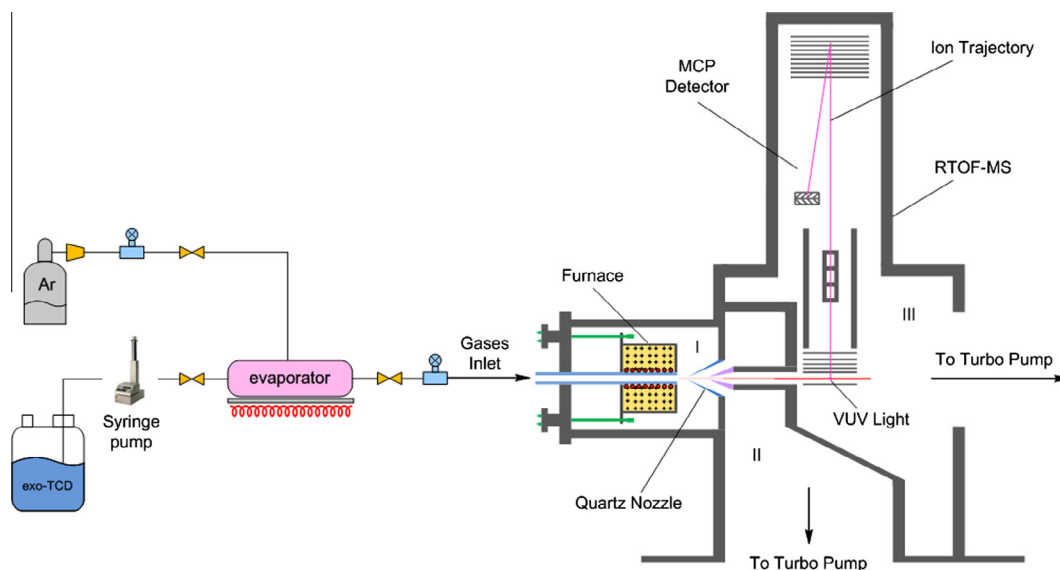 MCP
Detector
Ion Trajectory
RTOF-MS
Ar
Furnace
I
III
Gases
Inlet
To Turbo Pump
evaporator
Syringe
pump
VUV Light
exo-TCD
II
Quartz Nozzle
To Turbo Pump